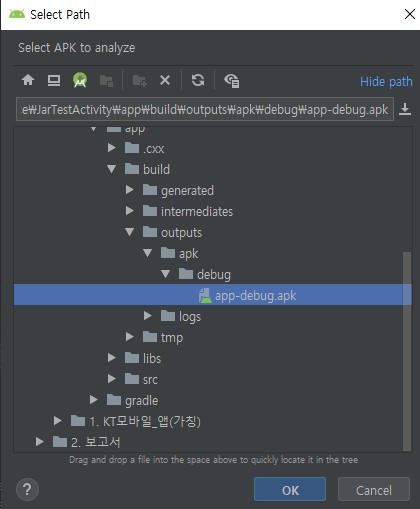 Select Path
Select APK to analyze
Hide path
e₩JarTestActivity₩app₩build₩outputs₩apk₩debug₩app-debug.apk
app
.cxx
build
generated
intermediates
outputs
apk
debug
app-debug.apk
logs
tmp
libs
src
gradle
1. KT모바일_앱(가칭)
2. 보고서
Drag and drop a file into the space above to quickly locate it in the tree
?
OK
Cancel